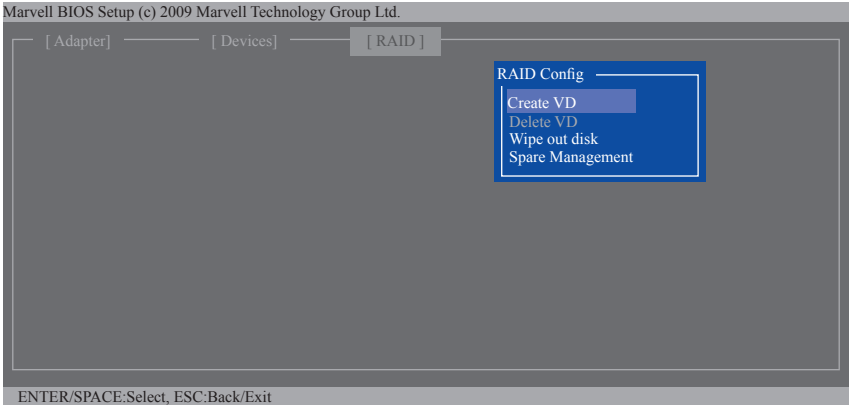 Marvell BIOS Setup (c) 2009 Marvell Technology Group Ltd.
[ Adapter] [ Devices] [ RAID ]
RAID Config
Create VD
Delete VD
Wipe out disk
Spare Management
ENTER/SPACE:Select, ESC:Back/Exit